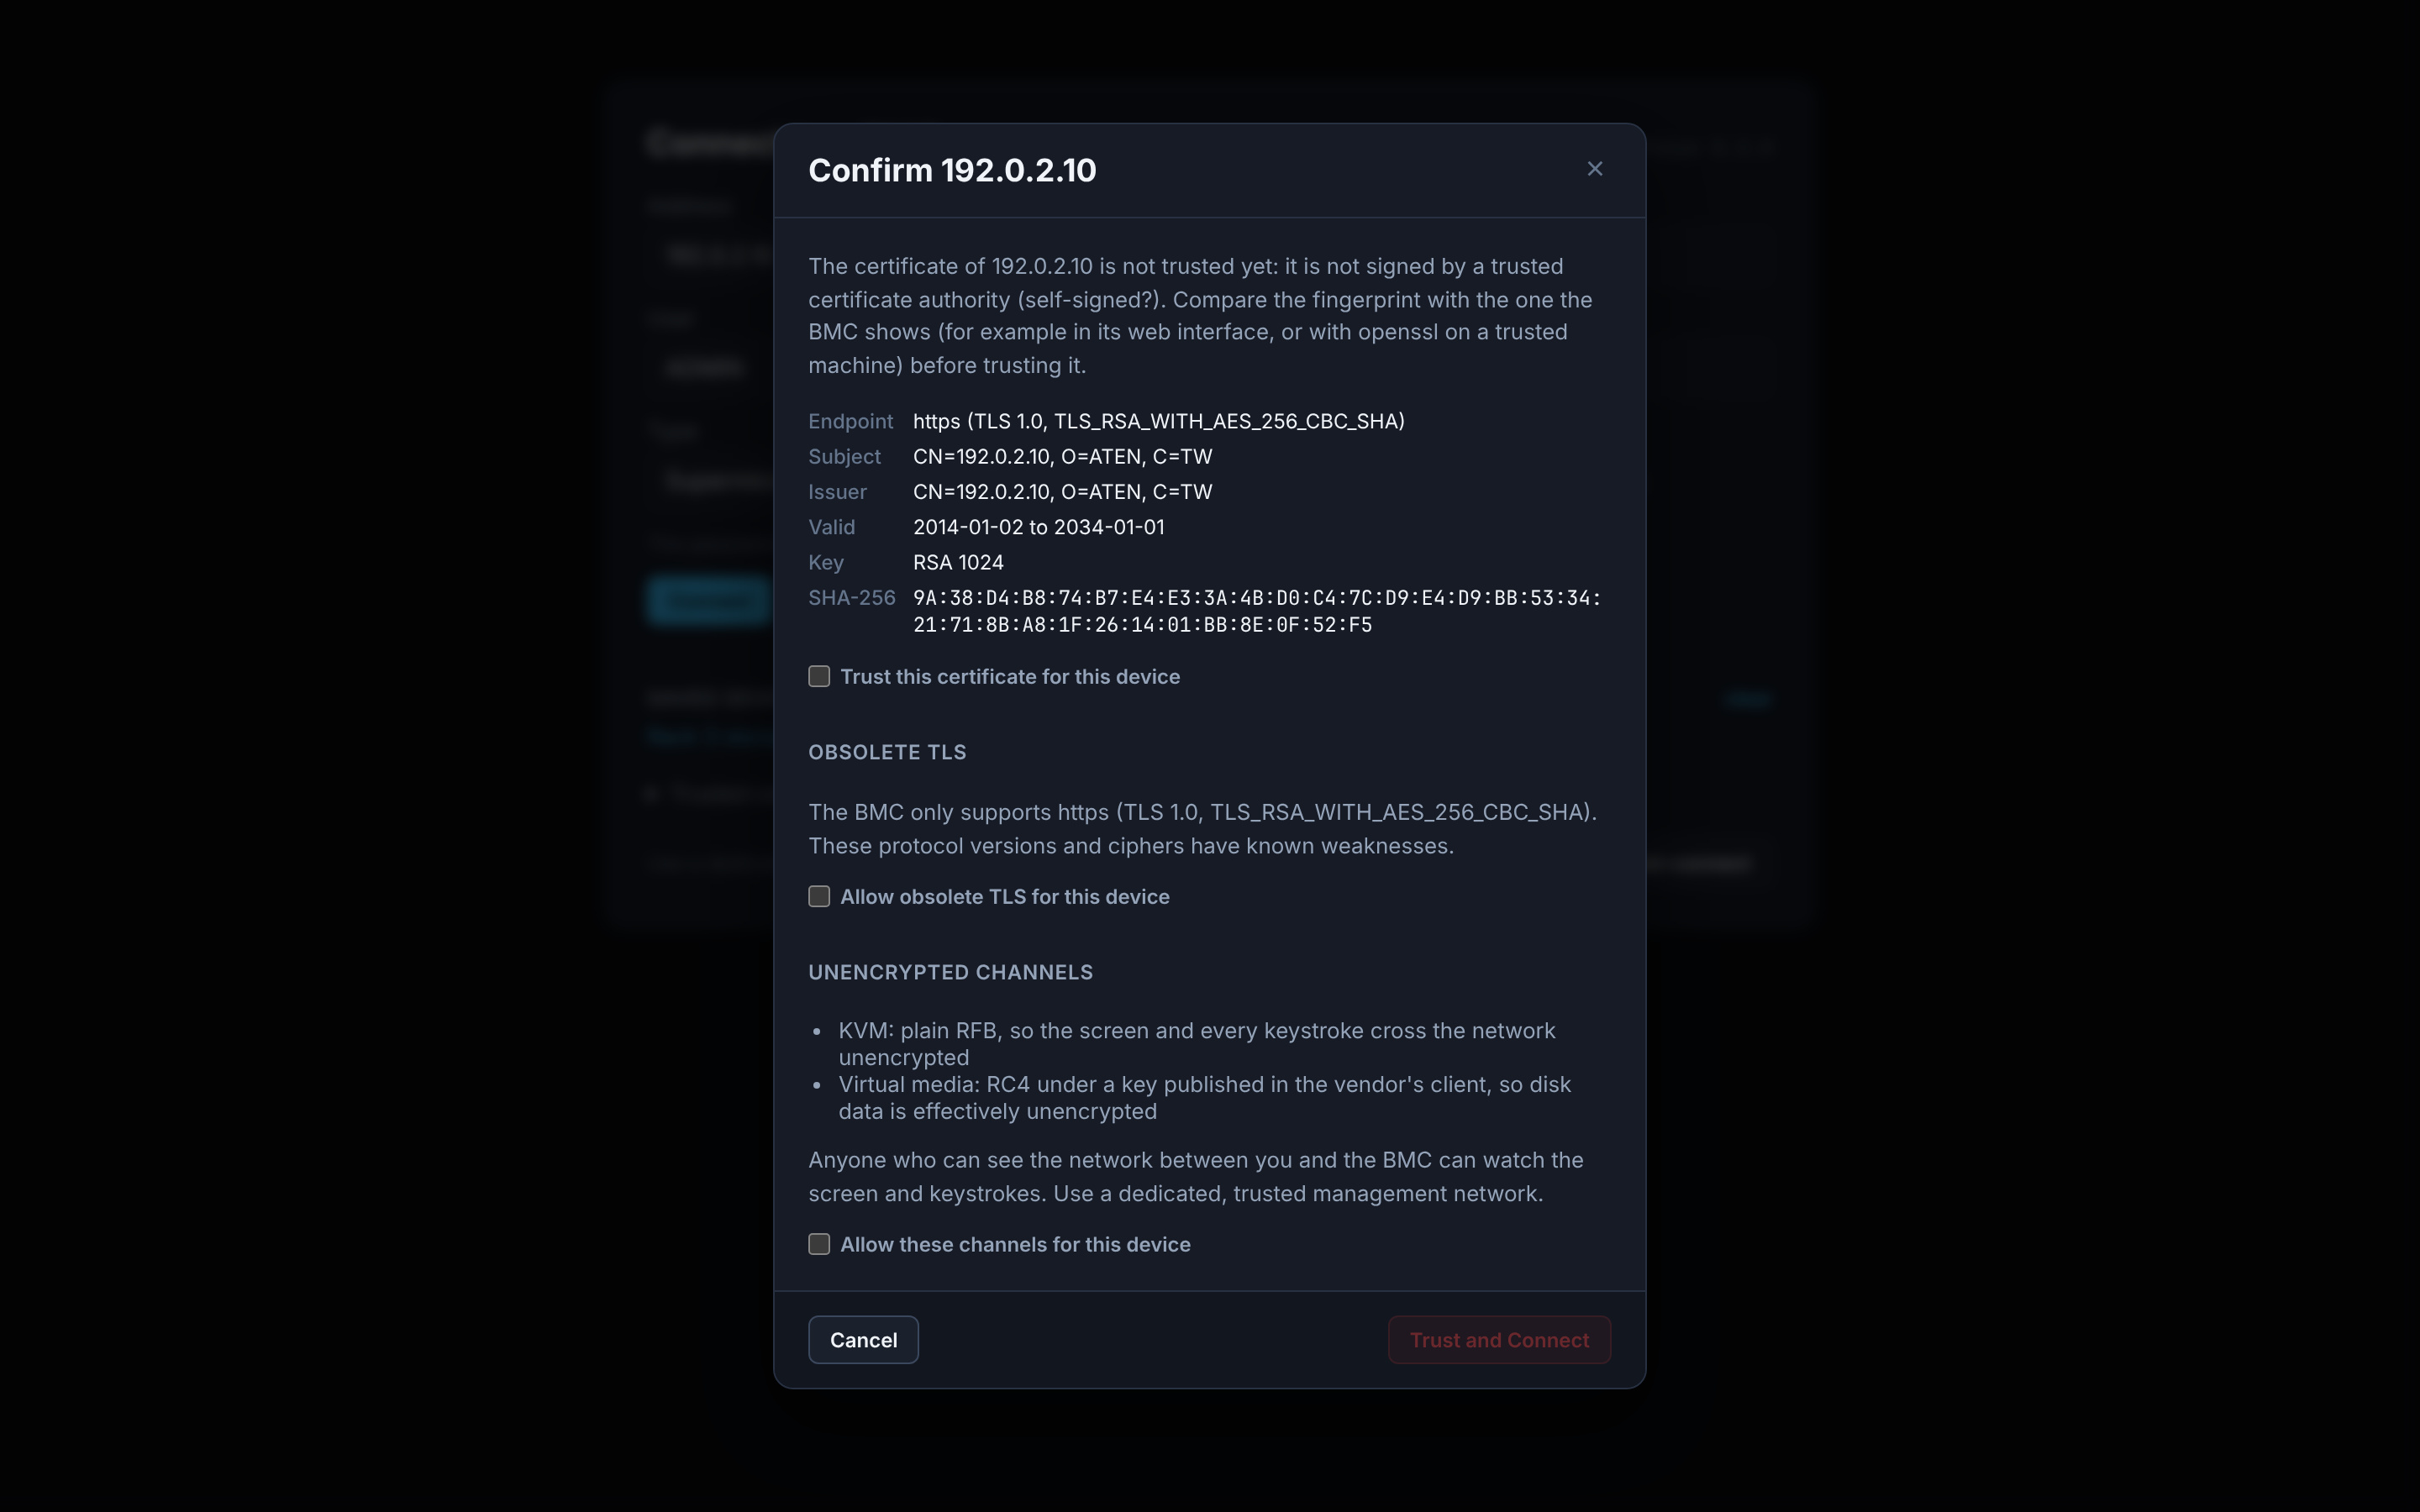 Confirm 192.0.2.10
The certificate of 192.0.2.10 is not trusted yet: it is not signed by a trusted
certificate authority (self-signed?). Compare the fingerprint with the one the
BMC shows (for example in its web interface, or with openssl on a trusted
machine) before trusting it.
Endpoint https (TLS 1.0, TLS_RSA_WITH_AES_256_CBC_SHA)
Subject CN=192.0.2.10, O=ATEN, C=TW
Issuer CN=192.0.2.10, O=ATEN, C=TW
Valid 2014-01-02 to 2034-01-01
Key RSA 1024
SHA-256 9A:38:D4:B8:74:B7:E4:E3:3A:4B:D0:C4:7C:D9:E4:D9:BB:53:34:
21:71:8B:A8:1F:26:14:01:BB:8E:0F:52:F5
Trust this certificate for this device
OBSOLETE TLS
The BMC only supports https (TLS 1.0, TLS_RSA_WITH_AES_256_CBC_SHA).
These protocol versions and ciphers have known weaknesses.
Allow obsolete TLS for this device
UNENCRYPTED CHANNELS
• KVM: plain RFB, so the screen and every keystroke cross the network
unencrypted
• Virtual media: RC4 under a key published in the vendor's client, so disk
data is effectively unencrypted
Anyone who can see the network between you and the BMC can watch the
screen and keystrokes. Use a dedicated, trusted management network.
Allow these channels for this device
Cancel
Trust and Connect